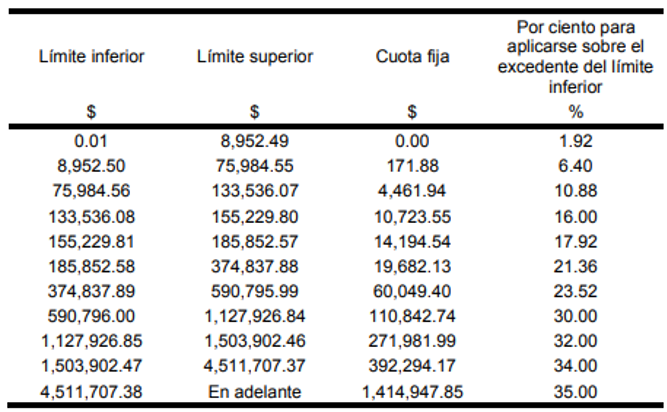 Límite inferior Límite superior Cuota fija Por ciento para aplicarse sobre el excedente del límite inferior
$ $ $ %
0.01 8,952.49 0.00 1.92
8,952.50 75,984.55 171.88 6.40
75,984.56 133,536.07 4,461.94 10.88
133,536.08 155,229.80 10,723.55 16.00
155,229.81 185,852.57 14,194.54 17.92
185,852.58 374,837.88 19,682.13 21.36
374,837.89 590,795.99 60,049.40 23.52
590,796.00 1,127,926.84 110,842.74 30.00
1,127,926.85 1,503,902.46 271,981.99 32.00
1,503,902.47 4,511,707.37 392,294.17 34.00
4,511,707.38 En adelante 1,414,947.85 35.00